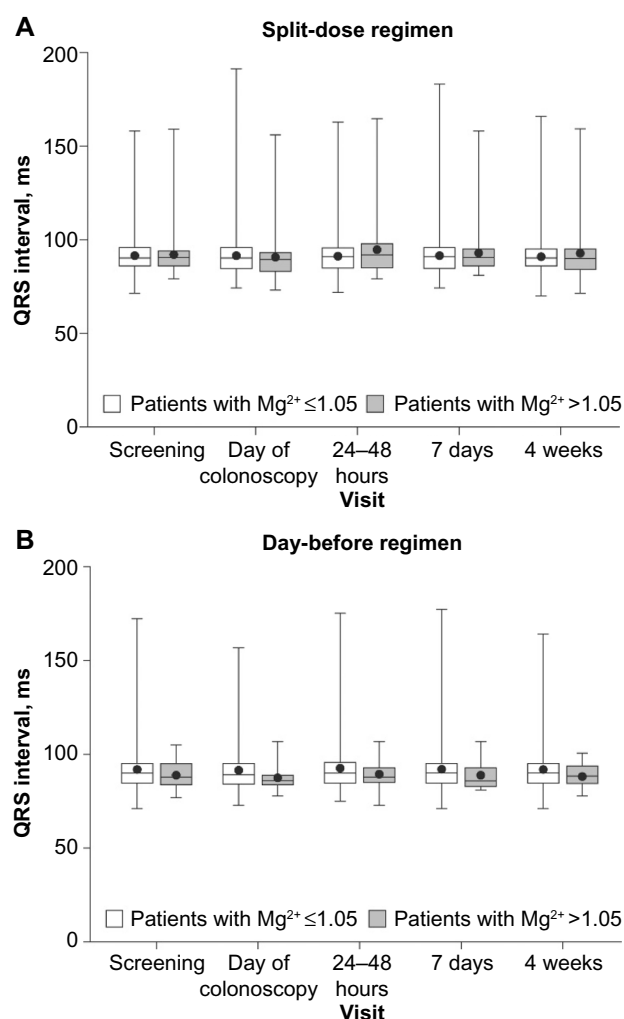 A
Split-dose regimen
200
150
100
50
0
QRS interval, ms
Patients with Mg²⁺ ≤1.05
Patients with Mg²⁺ >1.05
Screening
Day of
colonoscopy
24–48
hours
7 days
4 weeks
Visit
B
Day-before regimen
200
150
100
50
0
QRS interval, ms
Patients with Mg²⁺ ≤1.05
Patients with Mg²⁺ >1.05
Screening
Day of
colonoscopy
24–48
hours
7 days
4 weeks
Visit